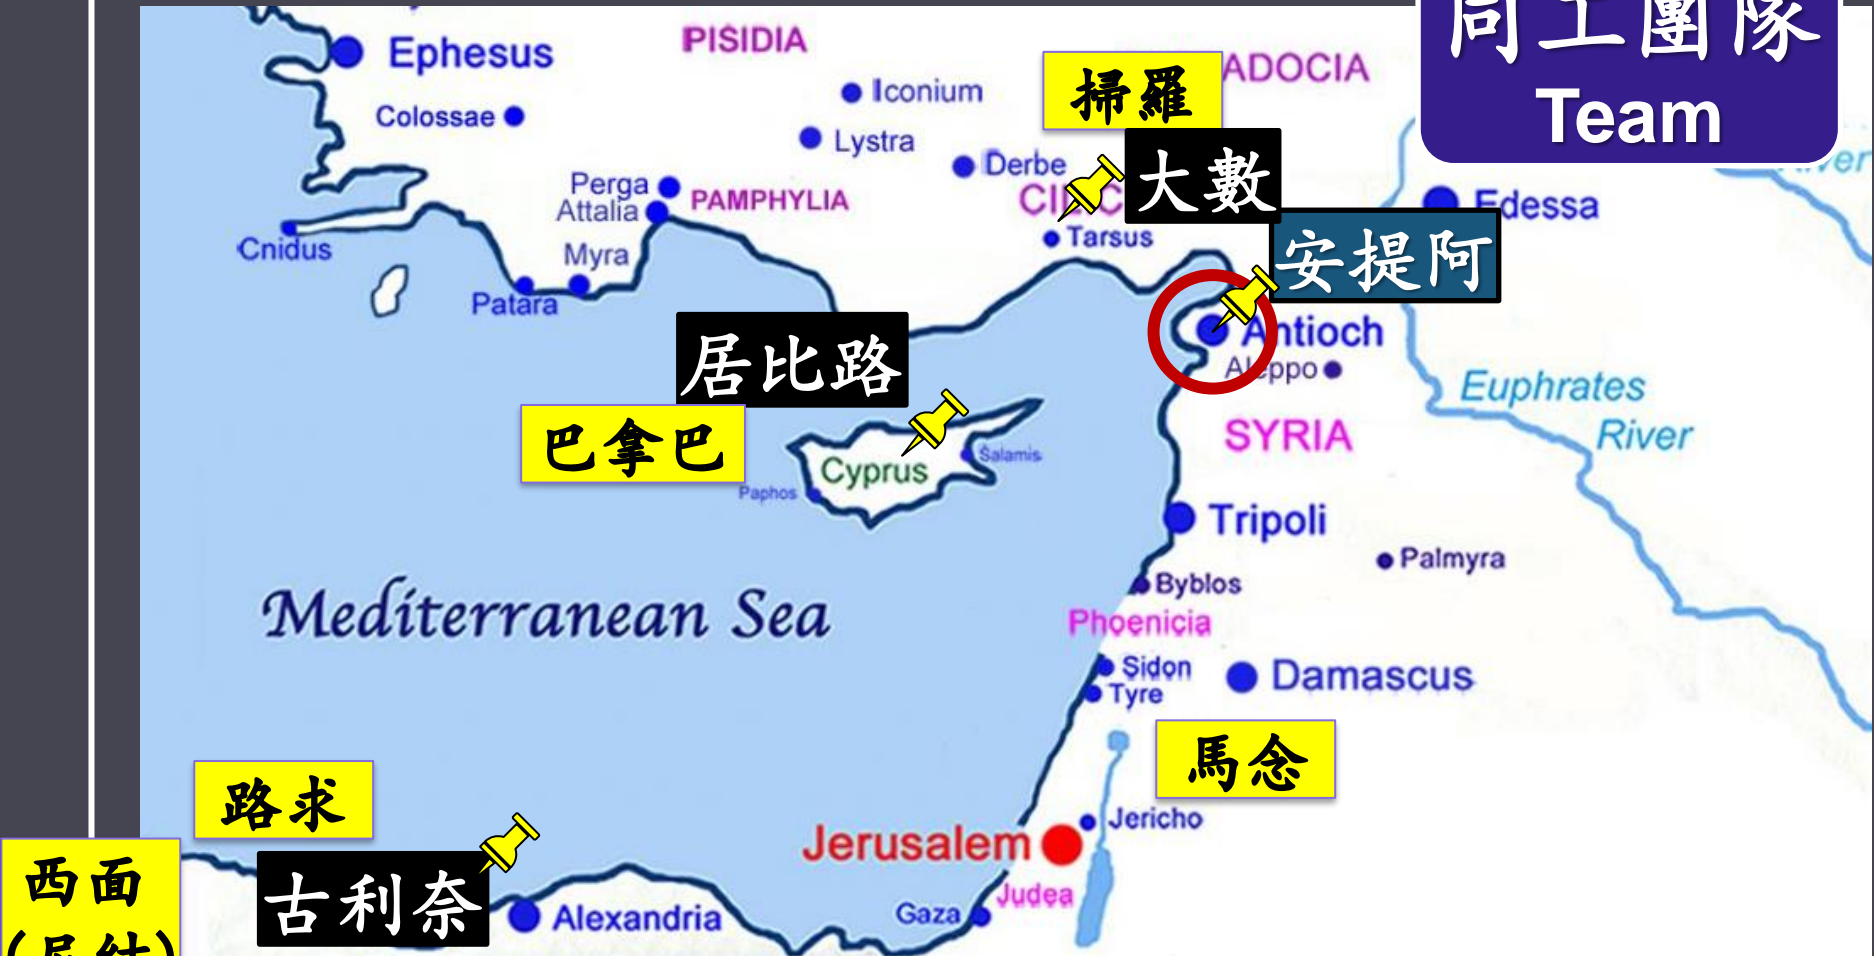 同工團隊
Team
Ephesus
PISIDIA
ADOCIA
掃羅
Iconium
Colossae
Lystra
Derbe
大數
River
Perga
PAMPHYLIA
Attalia
Edessa
Cnidus
Myra
Tarsus
安提阿
Patara
Antioch
居比路
Aleppo
Euphrates
River
巴拿巴
SYRIA
Salamis
Cyprus
Paphos
Tripoli
Palmyra
Byblos
Mediterranean Sea
Phoenicia
Sidon
Damascus
Tyre
馬念
路求
Jericho
Jerusalem
西面
古利奈
Judea
Alexandria
Gaza